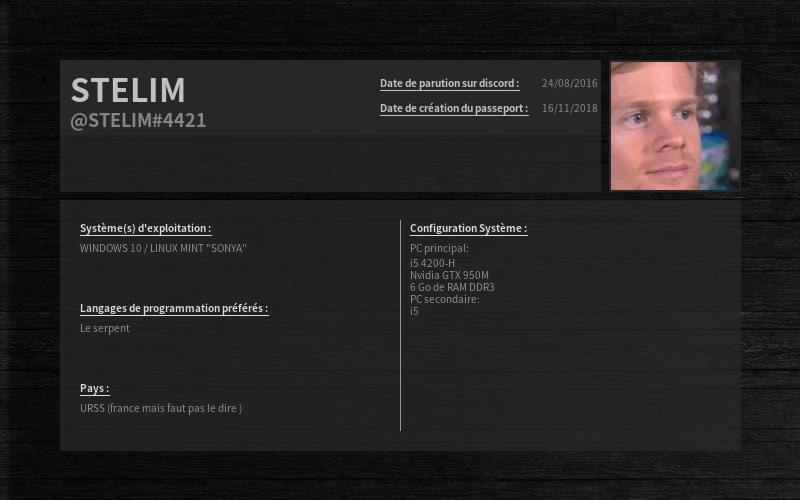 STELIM
@STELIM#4421
Date de parution sur discord : 24/08/2016
Date de création du passeport : 16/11/2018
Système(s) d'exploitation :
WINDOWS 10 / LINUX MINT "SONYA"
Langages de programmation préférés :
Le serpent
Pays :
URSS (france mais faut pas le dire )
Configuration Système :
PC principal:
i5 4200-H
Nvidia GTX 950M
6 Go de RAM DDR3
PC secondaire:
i5